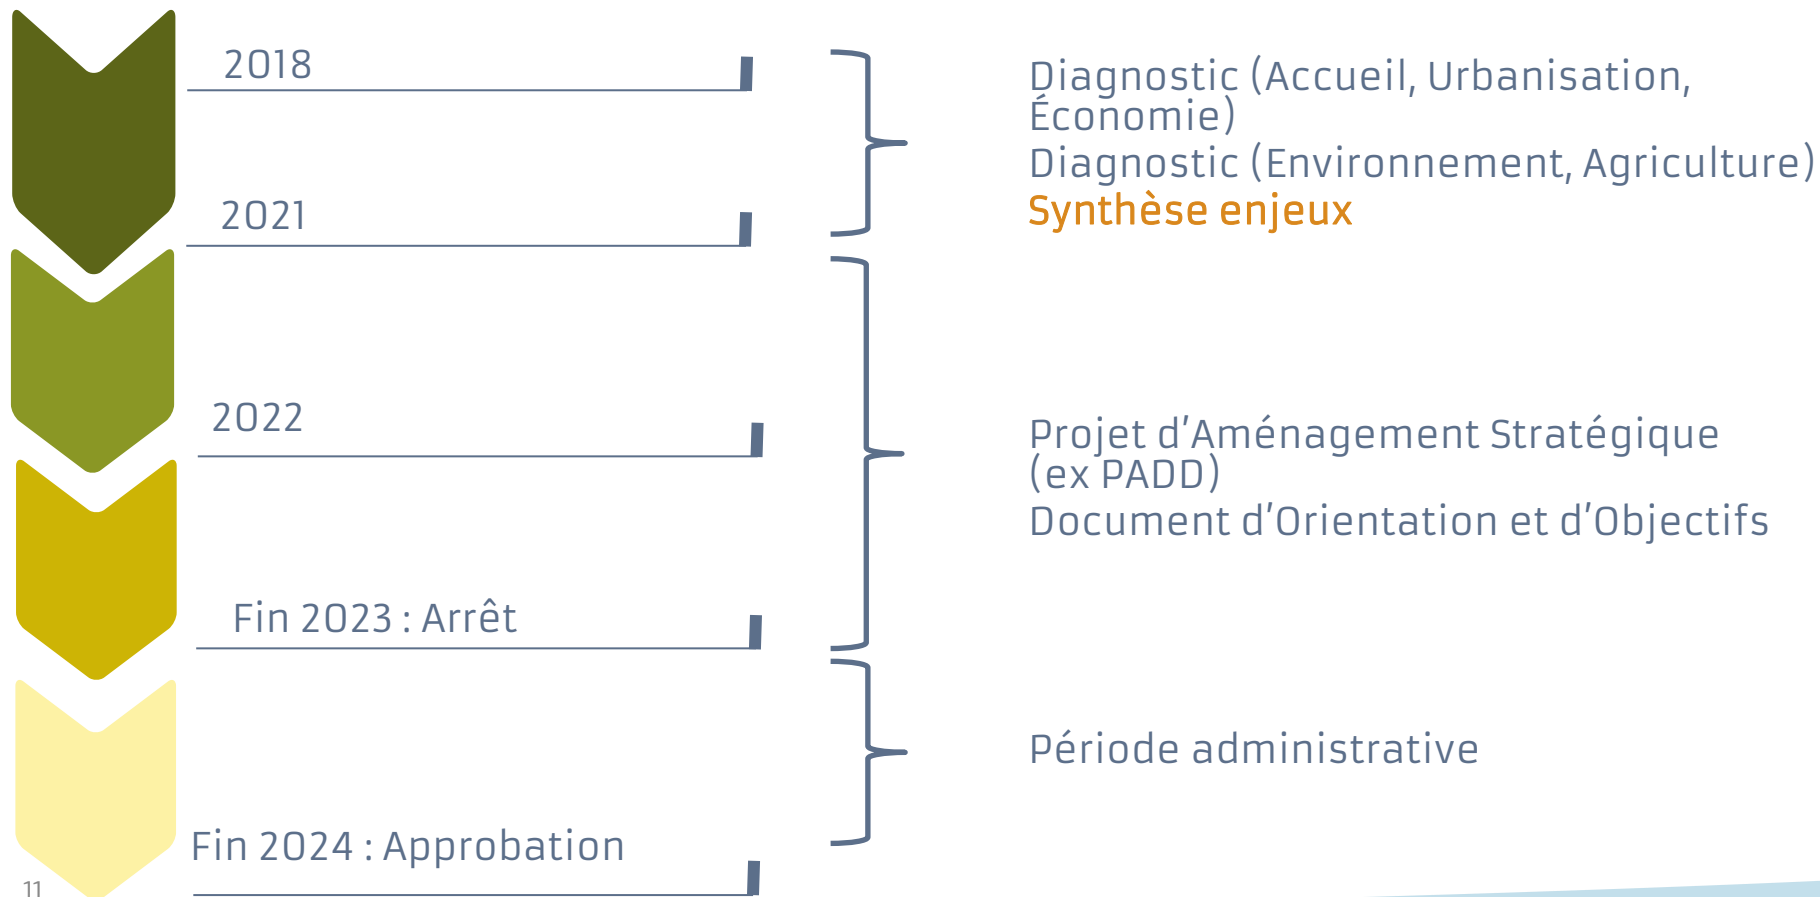 2018
Diagnostic (Accueil, Urbanisation,
Économie)
Diagnostic (Environnement, Agriculture)
Synthèse enjeux
2021
2022
Projet d’Aménagement Stratégique
(ex PADD)
Document d’Orientation et d’Objectifs
Fin 2023 : Arrêt
Période administrative
Fin 2024 : Approbation
11